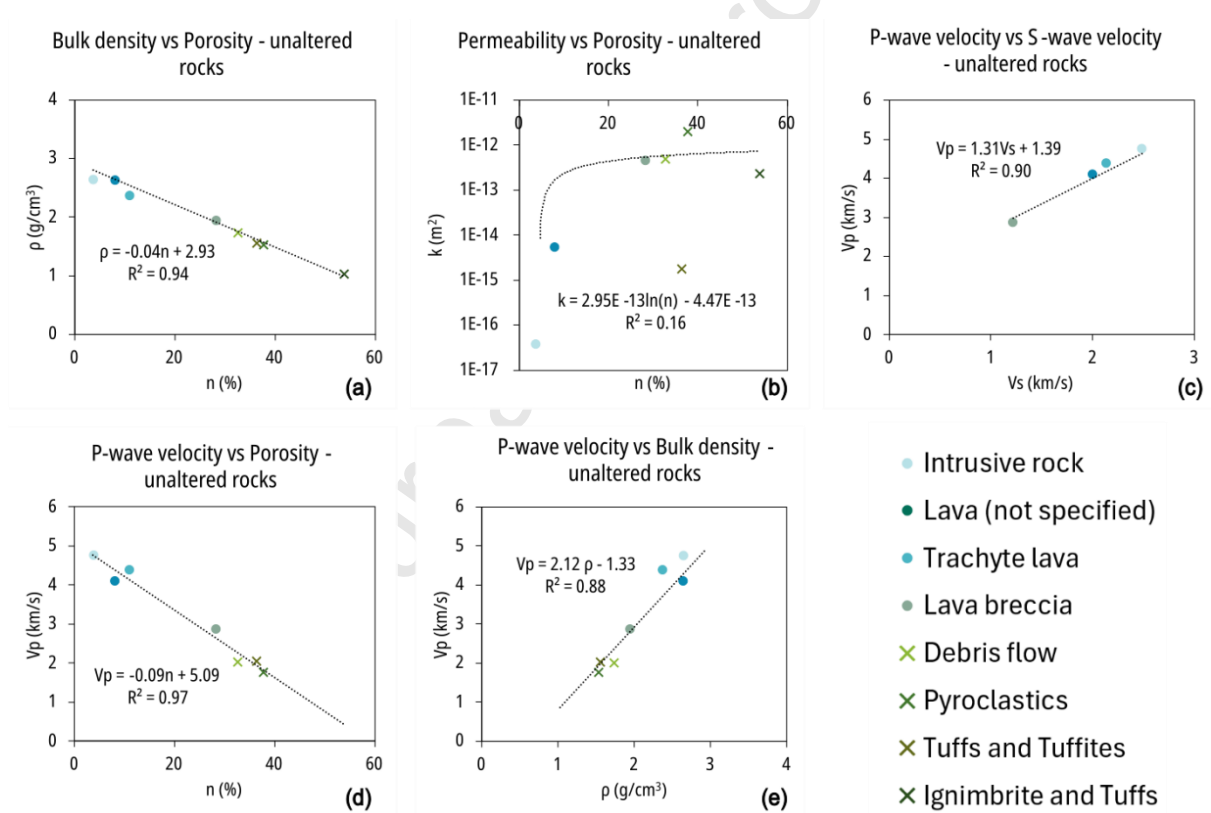 Bulk density vs Porosity - unaltered
rocks
4
3
2
1
0
0
20
40
60
ρ (g/cm³)
ρ = -0.04n + 2.93
R² = 0.94
n (%)
(a)
Permeability vs Porosity - unaltered
rocks
1E-11
1E-12
1E-13
1E-14
1E-15
1E-16
1E-17
0
20
40
60
k (m²)
k = 2.95E -13ln(n) - 4.47E -13
R² = 0.16
n (%)
(b)
P-wave velocity vs S -wave velocity
- unaltered rocks
6
5
4
3
2
1
0
0
1
2
3
Vp (km/s)
Vp = 1.31Vs + 1.39
R² = 0.90
Vs (km/s)
(c)
P-wave velocity vs Porosity -
unaltered rocks
6
5
4
3
2
1
0
0
20
40
60
Vp (km/s)
Vp = -0.09n + 5.09
R² = 0.97
n (%)
(d)
P-wave velocity vs Bulk density -
unaltered rocks
6
5
4
3
2
1
0
0
1
2
3
4
Vp (km/s)
Vp = 2.12 ρ - 1.33
R² = 0.88
ρ (g/cm³)
(e)
Intrusive rock
Lava (not specified)
Trachyte lava
Lava breccia
Debris flow
Pyroclastics
Tuffs and Tuffites
Ignimbrite and Tuffs